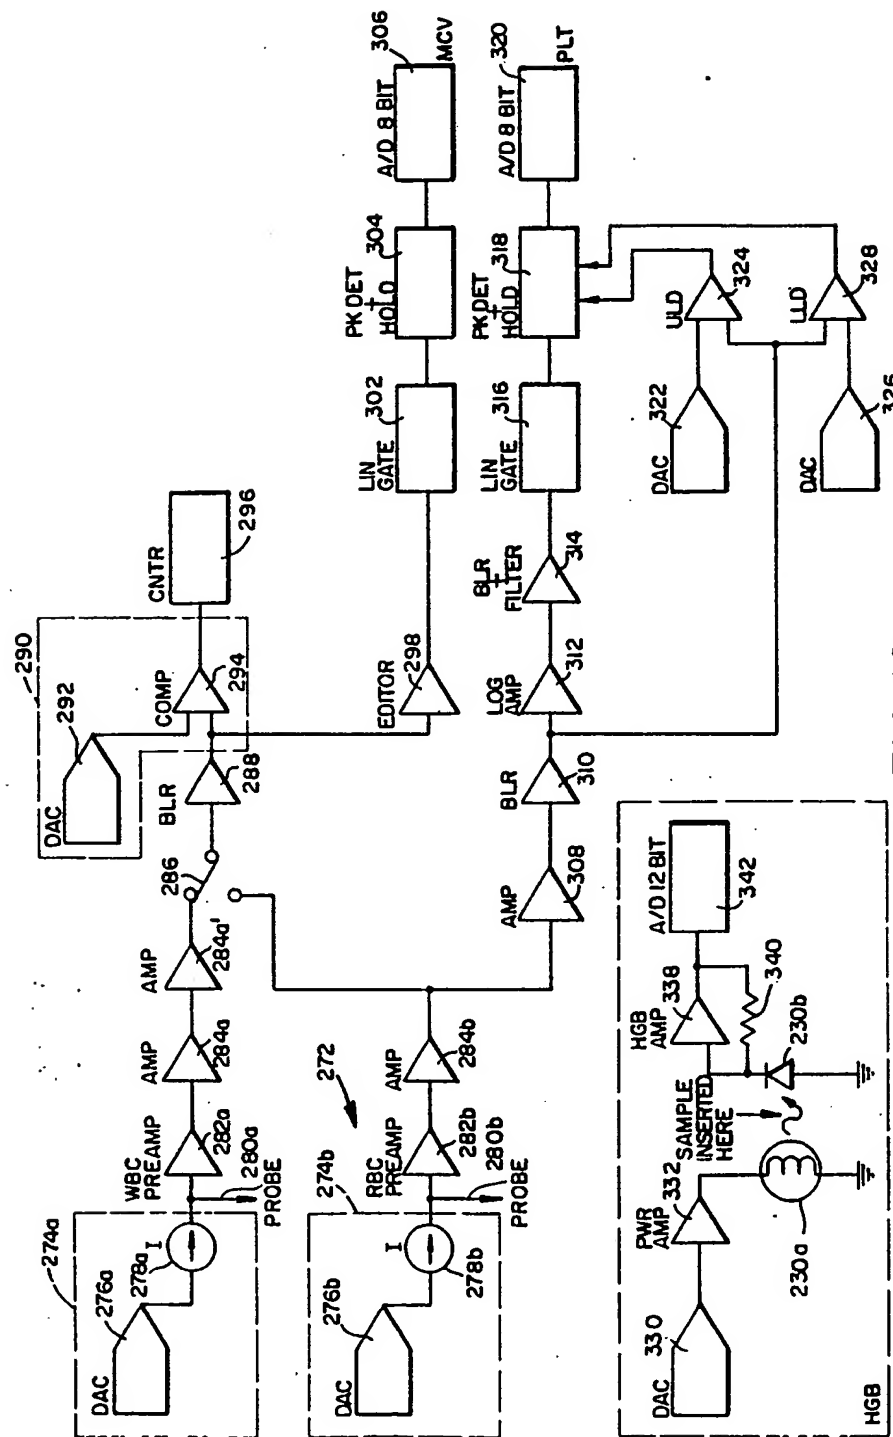 274a
276a
DAC
278a
I
WBC
PREAMP
282a
280a
PROBE
AMP
284a
AMP
284a'
286
BLR
288
290
292
DAC
COMP
294
CNTR
296
EDITOR
298
LIN
GATE
302
PK DET
+
HOLD
304
A/D 8 BIT
306
MCV
272
274b
276b
DAC
278b
I
RBC
PREAMP
282b
280b
PROBE
AMP
284b
AMP
308
BLR
310
LOG
AMP
312
BLR
+
FILTER
314
LIN
GATE
316
PK DET
+
HOLD
318
A/D 8 BIT
320
PLT
DAC
322
ULD
324
DAC
326
LLD
328
HGB
DAC
330
PWR
AMP
332
230a
SAMPLE
INSERTED
HERE
230b
HGB
AMP
338
340
A/D 12 BIT
342